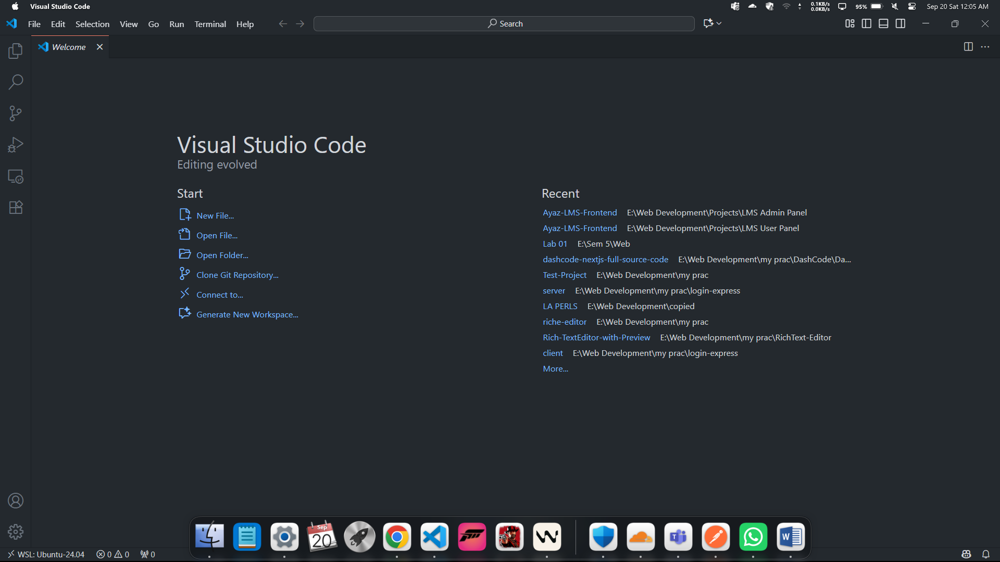 Visual Studio Code
0.1KB/s
0.0KB/s
95%
Sep 20 Sat 12:05 AM
File Edit Selection View Go Run Terminal Help
Search
Welcome
Visual Studio Code
Editing evolved
Start
New File...
Open File...
Open Folder...
Clone Git Repository...
Connect to...
Generate New Workspace...
Recent
Ayaz-LMS-Frontend E:\Web Development\Projects\LMS Admin Panel
Ayaz-LMS-Frontend E:\Web Development\Projects\LMS User Panel
Lab 01 E:\Sem 5\Web
dashcode-nextjs-full-source-code E:\Web Development\my prac\DashCode\Da...
Test-Project E:\Web Development\my prac
server E:\Web Development\my prac\login-express
LA PERLS E:\Web Development\copied
riche-editor E:\Web Development\my prac
Rich-TextEditor-with-Preview E:\Web Development\my prac\RichText-Editor
client E:\Web Development\my prac\login-express
More...
Sep
20
WSL: Ubuntu-24.04 0 0 0